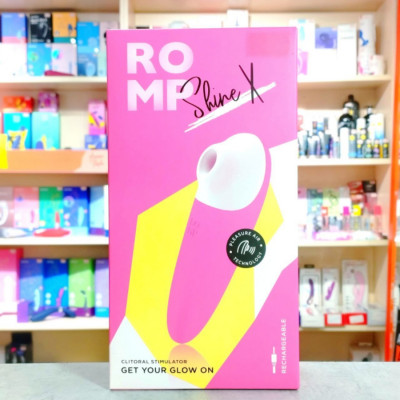 RO
MP
Shine X
PLEASURE AIR
TECHNOLOGY
RECHARGEABLE
CLITORAL STIMULATOR
GET YOUR GLOW ON